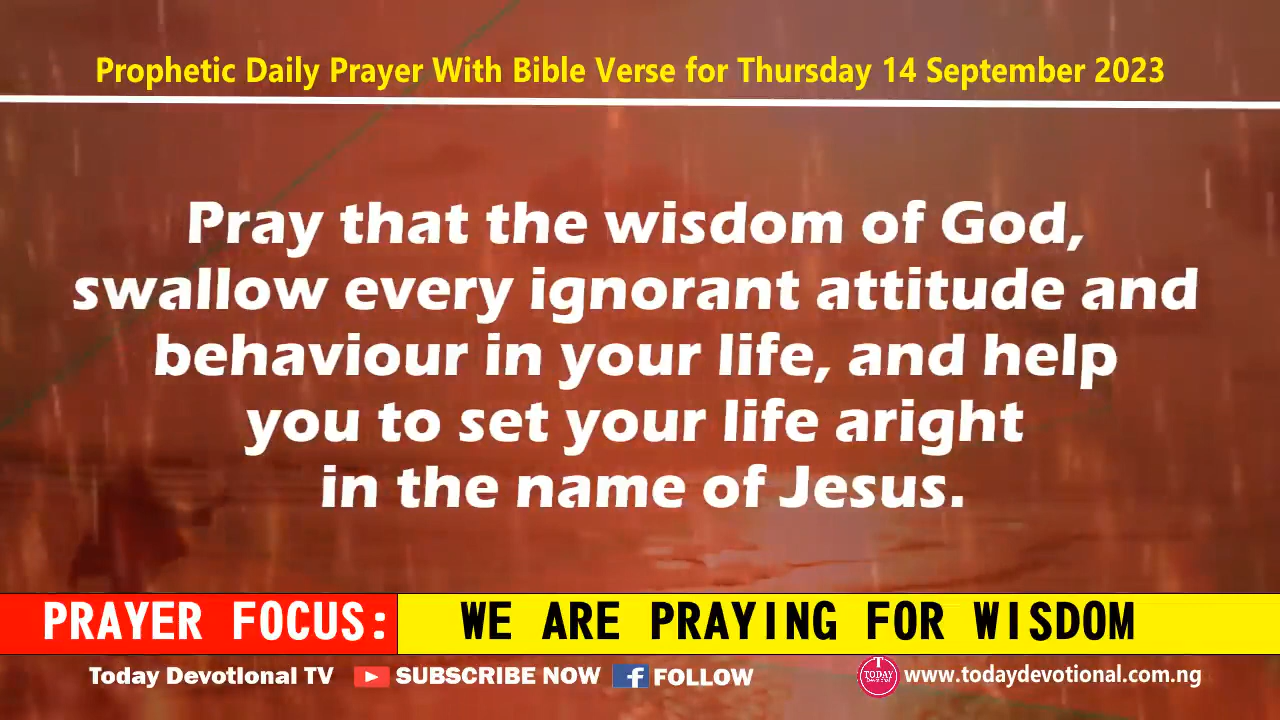 Prophetic Daily Prayer With Bible Verse for Thursday 14 September 2023
Pray that the wisdom of God,
swallow every ignorant attitude and
behaviour in your life, and help
you to set your life aright
in the name of Jesus.
PRAYER FOCUS: WE ARE PRAYING FOR WISDOM
Today Devotional TV SUBSCRIBE NOW f FOLLOW T TODAY Devotional www.todaydevotional.com.ng